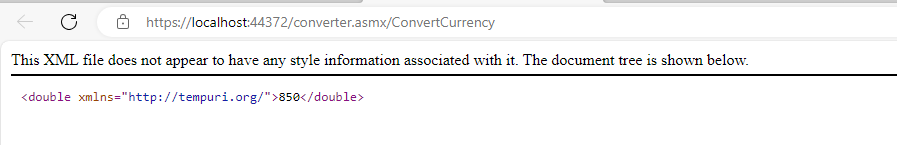 https://localhost:44372/converter.asmx/ConvertCurrency
This XML file does not appear to have any style information associated with it. The document tree is shown below.
<double xmlns="http://tempuri.org/">850</double>